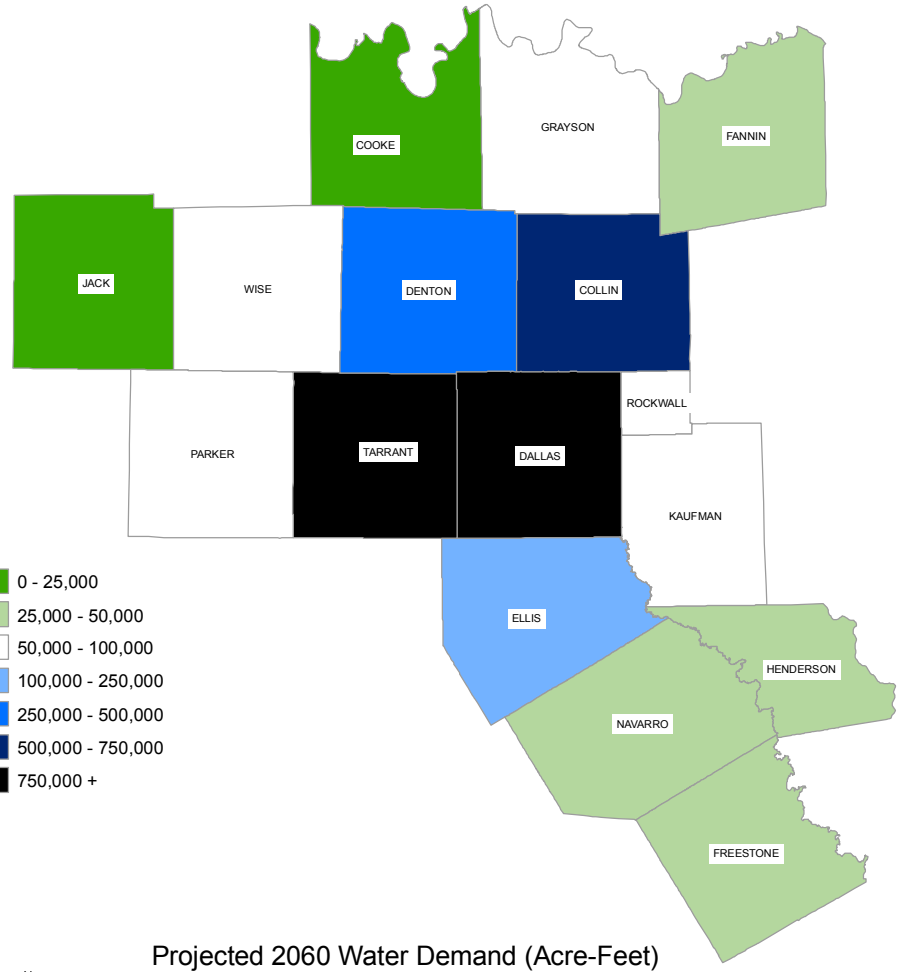 COOKE
GRAYSON
FANNIN
JACK
WISE
DENTON
COLLIN
ROCKWALL
PARKER
TARRANT
DALLAS
KAUFMAN
ELLIS
HENDERSON
NAVARRO
FREESTONE
0 - 25,000
25,000 - 50,000
50,000 - 100,000
100,000 - 250,000
250,000 - 500,000
500,000 - 750,000
750,000 +
Projected 2060 Water Demand (Acre-Feet)